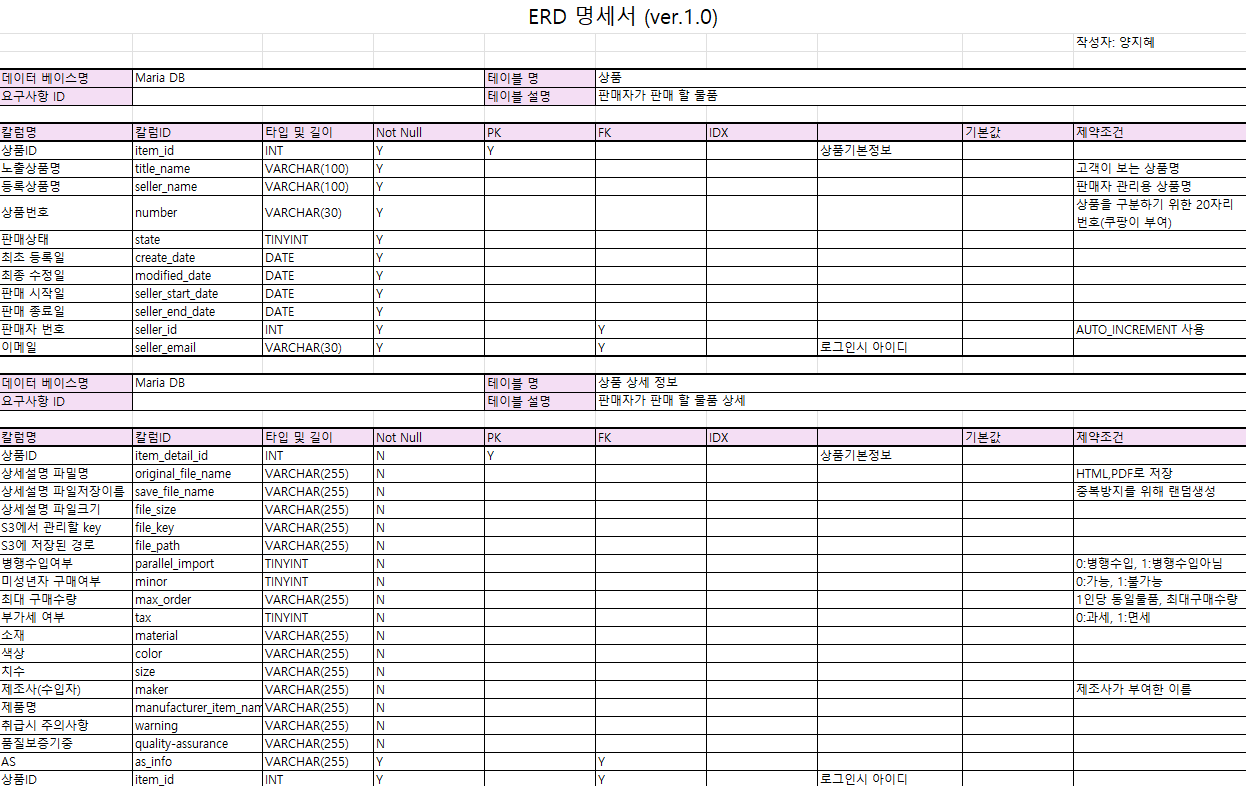 ERD 명세서 (ver.1.0)
작성자: 양지혜
데이터 베이스명 Maria DB 테이블 명 상품
요구사항 ID 테이블 설명 판매자가 판매 할 물품
칼럼명 칼럼ID 타입 및 길이 Not Null PK FK IDX 기본값 제약조건
상품ID item_id INT Y Y 상품기본정보
노출상품명 title_name VARCHAR(100) Y 고객이 보는 상품명
등록상품명 seller_name VARCHAR(100) Y 판매자 관리용 상품명
상품번호 number VARCHAR(30) Y 상품을 구분하기 위한 20자리
번호(쿠팡이 부여)
판매상태 state TINYINT Y
최초 등록일 create_date DATE Y
최종 수정일 modified_date DATE Y
판매 시작일 seller_start_date DATE Y
판매 종료일 seller_end_date DATE Y
판매자 번호 seller_id INT Y Y AUTO_INCREMENT 사용
이메일 seller_email VARCHAR(30) Y Y 로그인시 아이디
데이터 베이스명 Maria DB 테이블 명 상품 상세 정보
요구사항 ID 테이블 설명 판매자가 판매 할 물품 상세
칼럼명 칼럼ID 타입 및 길이 Not Null PK FK IDX 기본값 제약조건
상품ID item_detail_id INT N Y 상품기본정보
상세설명 파밀명 original_file_name VARCHAR(255) N HTML,PDF로 저장
상세설명 파일저장이름 save_file_name VARCHAR(255) N 중복방지를 위해 랜덤생성
상세설명 파일크기 file_size VARCHAR(255) N
S3에서 관리할 key file_key VARCHAR(255) N
S3에 저장된 경로 file_path VARCHAR(255) N
병행수입여부 parallel_import TINYINT N 0:병행수입, 1:병행수입아님
미성년자 구매여부 minor TINYINT N 0:가능, 1:불가능
최대 구매수량 max_order VARCHAR(255) N 1인당 동일물품, 최대구매수량
부가세 여부 tax TINYINT N 0:과세, 1:면세
소재 material VARCHAR(255) N
색상 color VARCHAR(255) N
치수 size VARCHAR(255) N
제조사(수입자) maker VARCHAR(255) N 제조사가 부여한 이름
제품명 manufacturer_item_nam VARCHAR(255) N
취급시 주의사항 warning VARCHAR(255) N
품질보증기중 quality-assurance VARCHAR(255) N
AS as_info VARCHAR(255) Y Y
상품ID item_id INT Y Y 로그인시 아이디